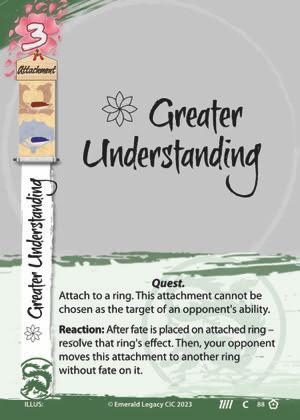 3
Attachment
Greater
Understanding
Greater Understanding
Quest.
Attach to a ring. This attachment cannot be
chosen as the target of an opponent's ability.
Reaction: After fate is placed on attached ring –
resolve that ring's effect. Then, your opponent
moves this attachment to another ring
without fate on it.
ILLUS:
© Emerald Legacy CIC 2023
C
88